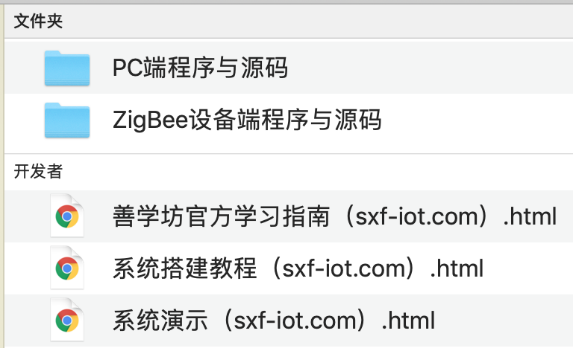 文件夹
PC端程序与源码
ZigBee设备端程序与源码
开发者
善学坊官方学习指南（sxf-iot.com）.html
系统搭建教程（sxf-iot.com）.html
系统演示（sxf-iot.com）.html